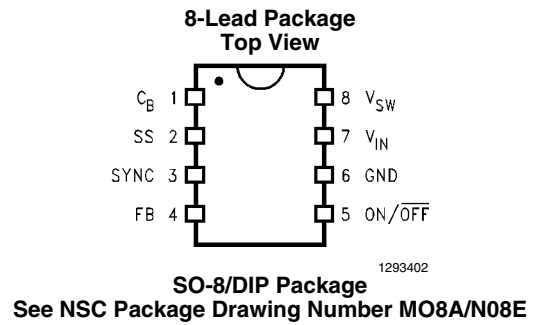 8-Lead Package
Top View
C_B 1 8 V_SW
SS 2 7 V_IN
SYNC 3 6 GND
FB 4 5 ON/O̅F̅F̅
1293402
SO-8/DIP Package
See NSC Package Drawing Number MO8A/N08E